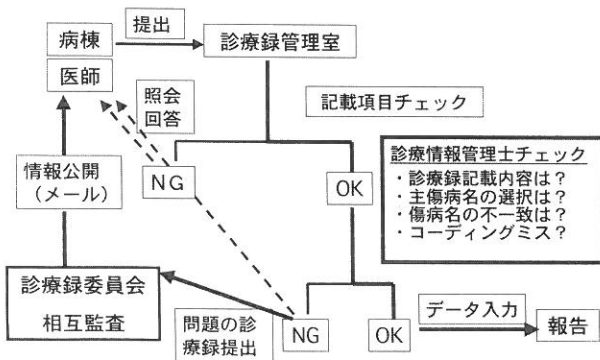 病棟
提出
診療録管理室
医師
照会
回答
記載項目チェック
情報公開
（メール）
NG
OK
診療情報管理士チェック
・診療録記載内容は？
・主傷病名の選択は？
・傷病名の不一致は？
・コーディングミス？
診療録委員会
相互監査
問題の診
療録提出
NG
OK
データ入力
報告